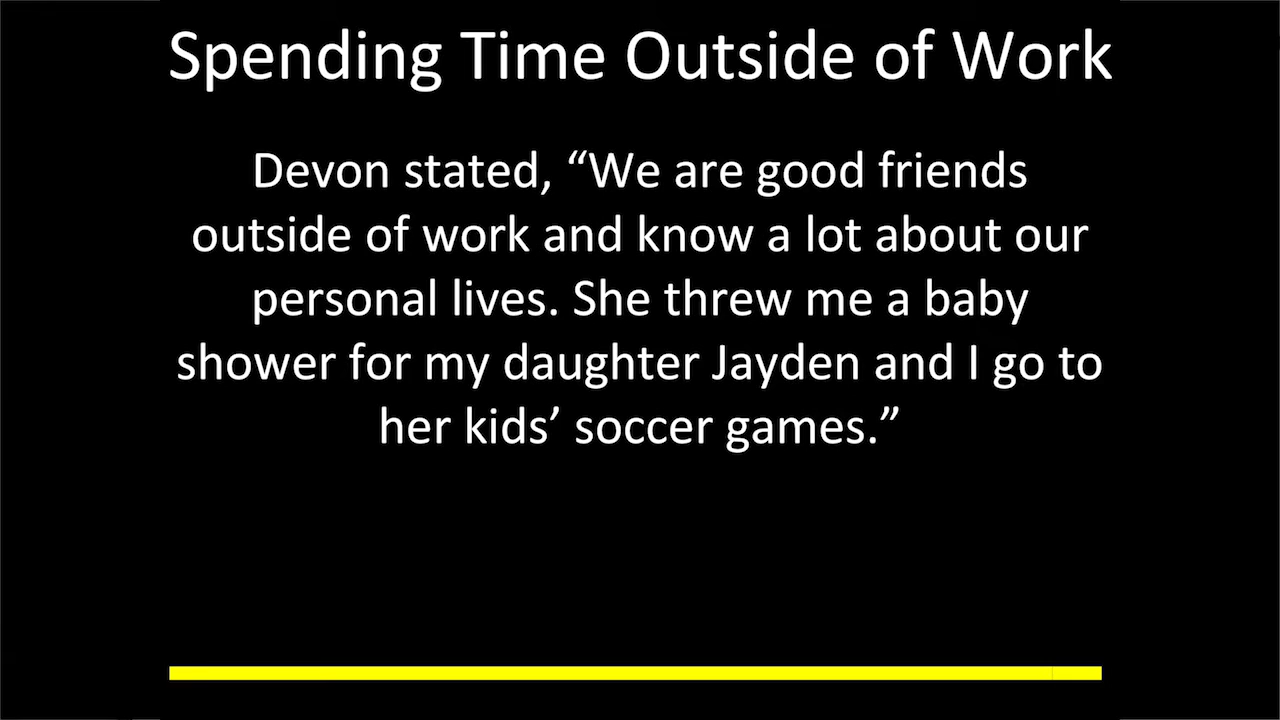 Spending Time Outside of Work
Devon stated, “We are good friends
outside of work and know a lot about our
personal lives. She threw me a baby
shower for my daughter Jayden and I go to
her kids’ soccer games.”